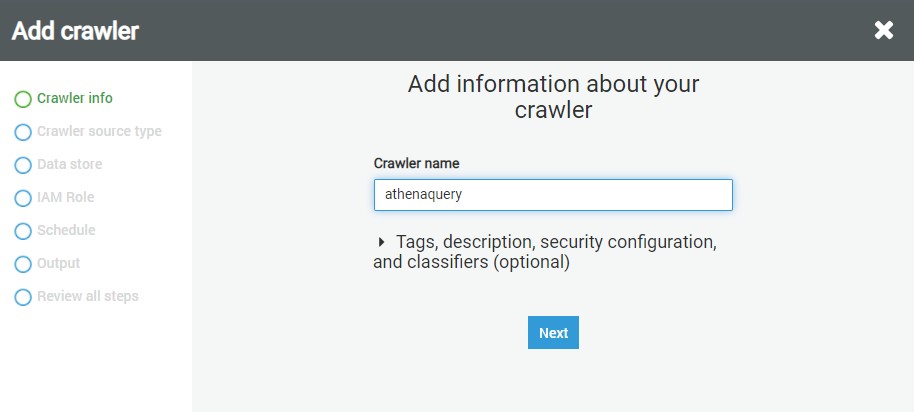 Add crawler
Crawler info
Crawler source type
Data store
IAM Role
Schedule
Output
Review all steps
Add information about your
crawler
Crawler name
athenaquery
Tags, description, security configuration,
and classifiers (optional)
Next